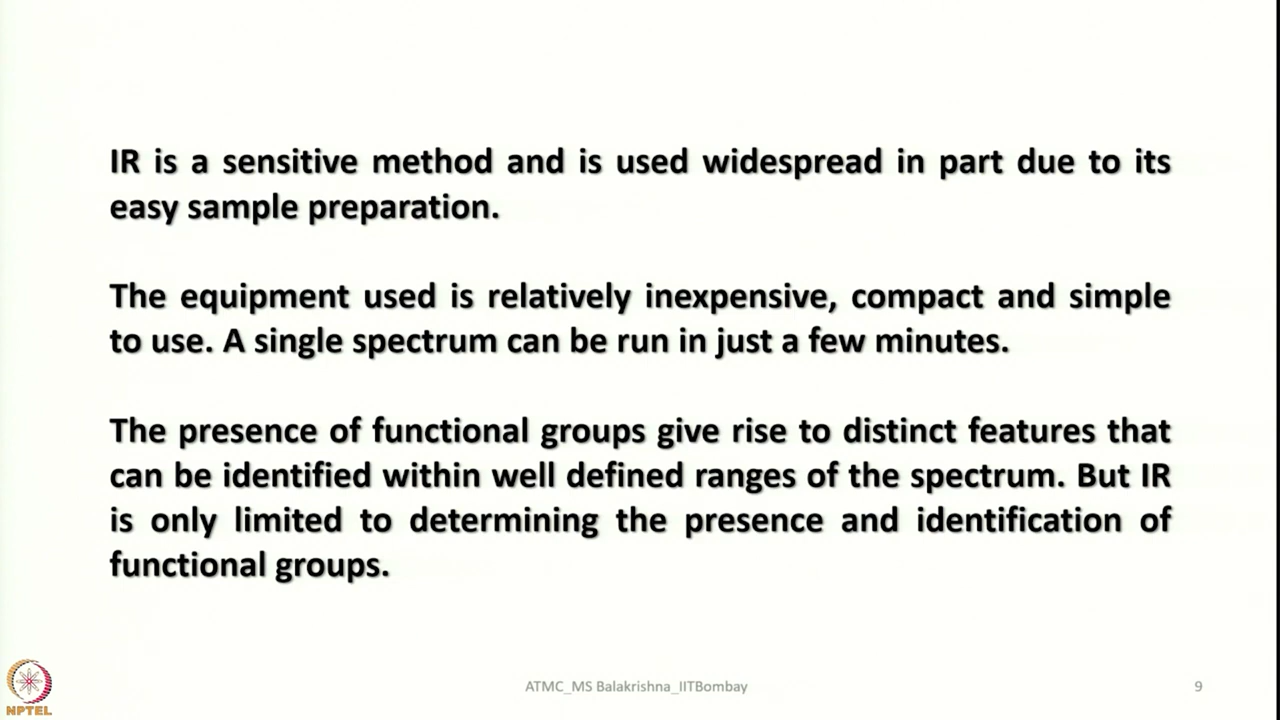 IR is a sensitive method and is used widespread in part due to its
easy sample preparation.
The equipment used is relatively inexpensive, compact and simple
to use. A single spectrum can be run in just a few minutes.
The presence of functional groups give rise to distinct features that
can be identified within well defined ranges of the spectrum. But IR
is only limited to determining the presence and identification of
functional groups.
NPTEL
ATMC_MS Balakrishna_IITBombay
9